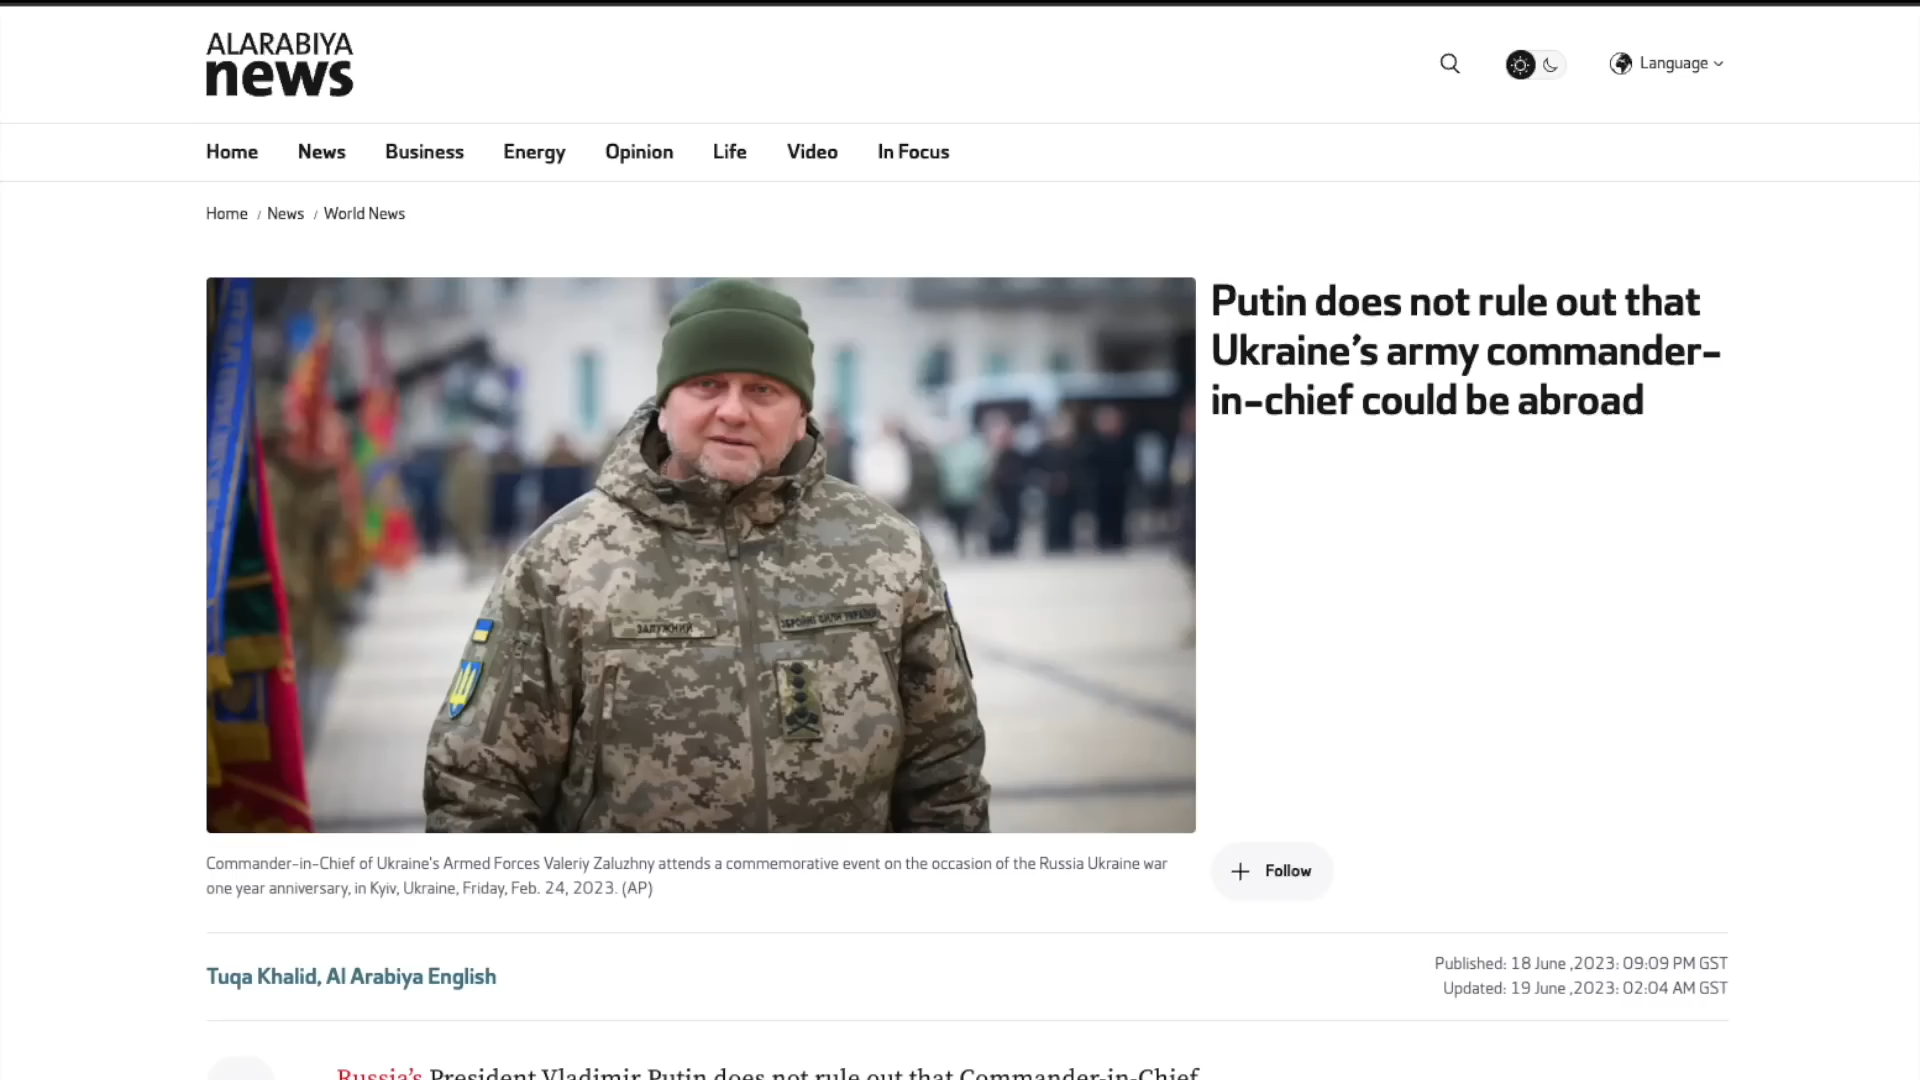 ALARABIYA
news
Language
Home News Business Energy Opinion Life Video In Focus
Home / News / World News
Putin does not rule out that
Ukraine’s army commander-
in-chief could be abroad
ЗАЛУЖНИЙ
ЗБРОЙНІ СИЛИ УКРАЇНИ
Commander-in-Chief of Ukraine's Armed Forces Valeriy Zaluzhny attends a commemorative event on the occasion of the Russia Ukraine war
one year anniversary, in Kyiv, Ukraine, Friday, Feb. 24, 2023. (AP)
+ Follow
Tuqa Khalid, Al Arabiya English
Published: 18 June ,2023: 09:09 PM GST
Updated: 19 June ,2023: 02:04 AM GST
Russia’s President Vladimir Putin does not rule out that Commander-in-Chief